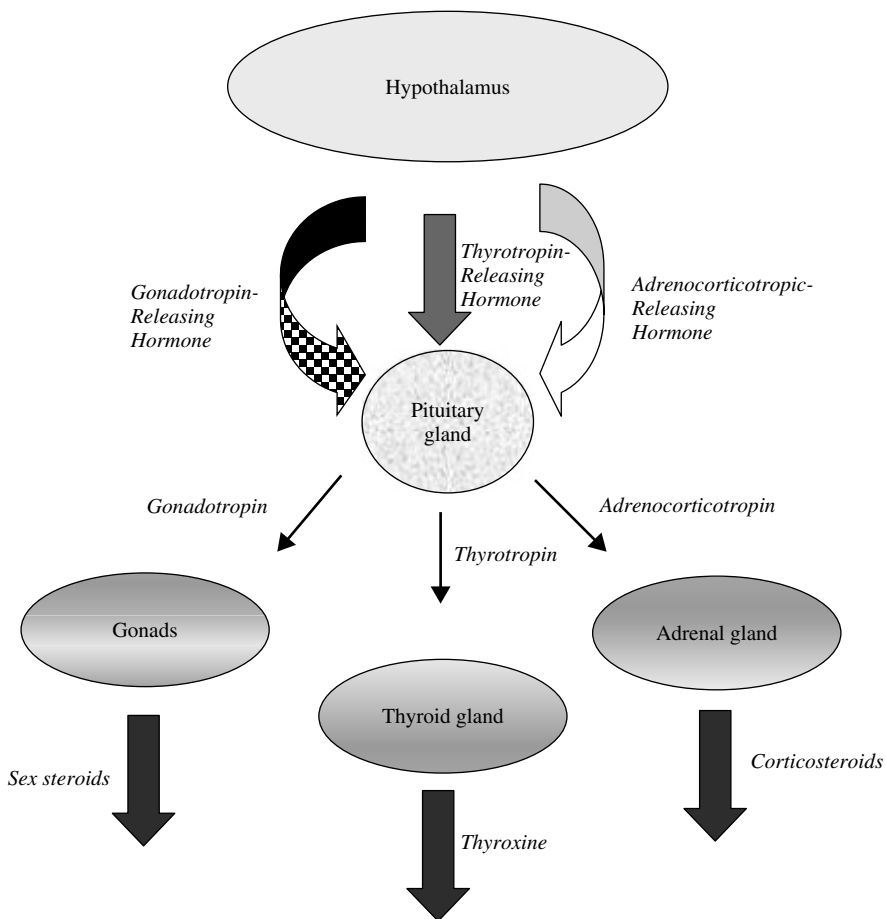 Hypothalamus
Gonadotropin-
Releasing
Hormone
Thyrotropin-
Releasing
Hormone
Adrenocorticotropic-
Releasing
Hormone
Pituitary
gland
Gonadotropin
Thyrotropin
Adrenocorticotropin
Gonads
Thyroid gland
Adrenal gland
Sex steroids
Thyroxine
Corticosteroids